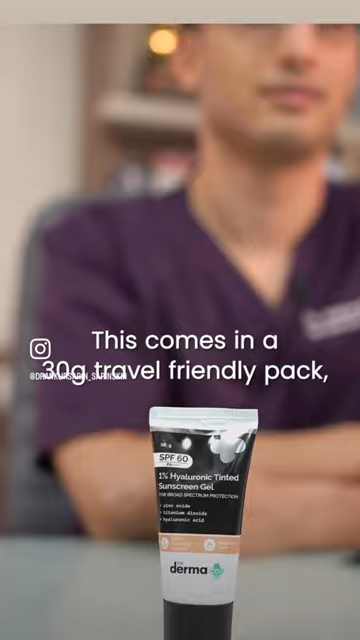 This comes in a
30g travel friendly pack,
SPF 60
1% Hyaluronic Tinted
Sunscreen Gel
FOR BROAD SPECTRUM PROTECTION
• zinc oxide
• titanium dioxide
• hyaluronic acid
derma